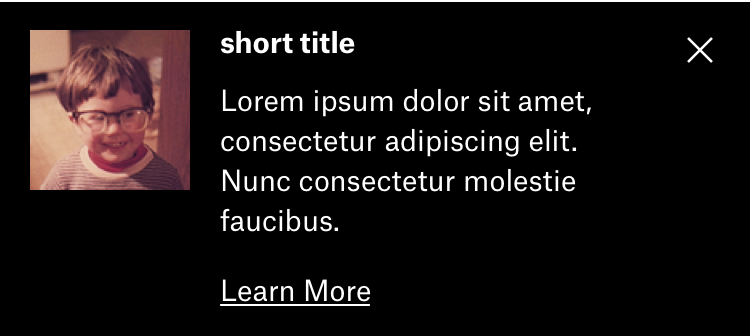 short title
Lorem ipsum dolor sit amet,
consectetur adipiscing elit.
Nunc consectetur molestie
faucibus.
Learn More